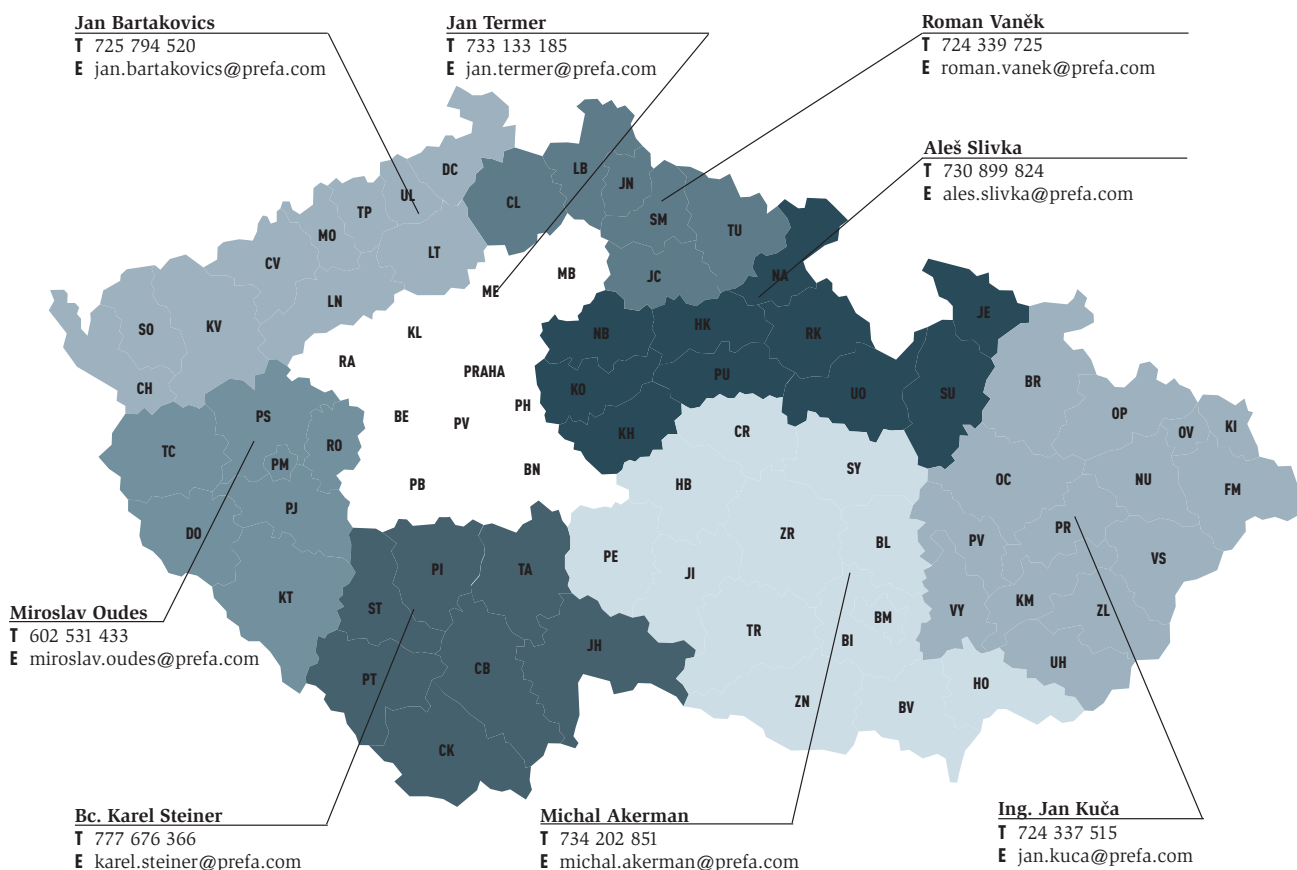 Jan Bartakovics
T 725 794 520
E jan.bartakovics@prefa.com
Jan Termer
T 733 133 185
E jan.termer@prefa.com
Roman Vaněk
T 724 339 725
E roman.vanek@prefa.com
Aleš Slivka
T 730 899 824
E ales.slivka@prefa.com
DC
UL
TP
MO
CV
LT
LN
SO
KV
CH
CL
LB
JN
SM
TU
JC
MB
ME
KL
RA
PRAHA
PH
BE
PV
BN
PB
NA
NB
HK
RK
JE
KO
PU
UO
SU
KH
PS
TC
RO
PM
PJ
DO
KT
CR
SY
HB
ZR
BL
PE
JI
BM
TR
BI
ZN
BV
HO
BR
OP
OV
KI
OC
NU
FM
PV
PR
VS
VY
KM
ZL
UH
PI
TA
ST
JH
PT
CB
CK
Miroslav Oudes
T 602 531 433
E miroslav.oudes@prefa.com
Bc. Karel Steiner
T 777 676 366
E karel.steiner@prefa.com
Michal Akerman
T 734 202 851
E michal.akerman@prefa.com
Ing. Jan Kuča
T 724 337 515
E jan.kuca@prefa.com